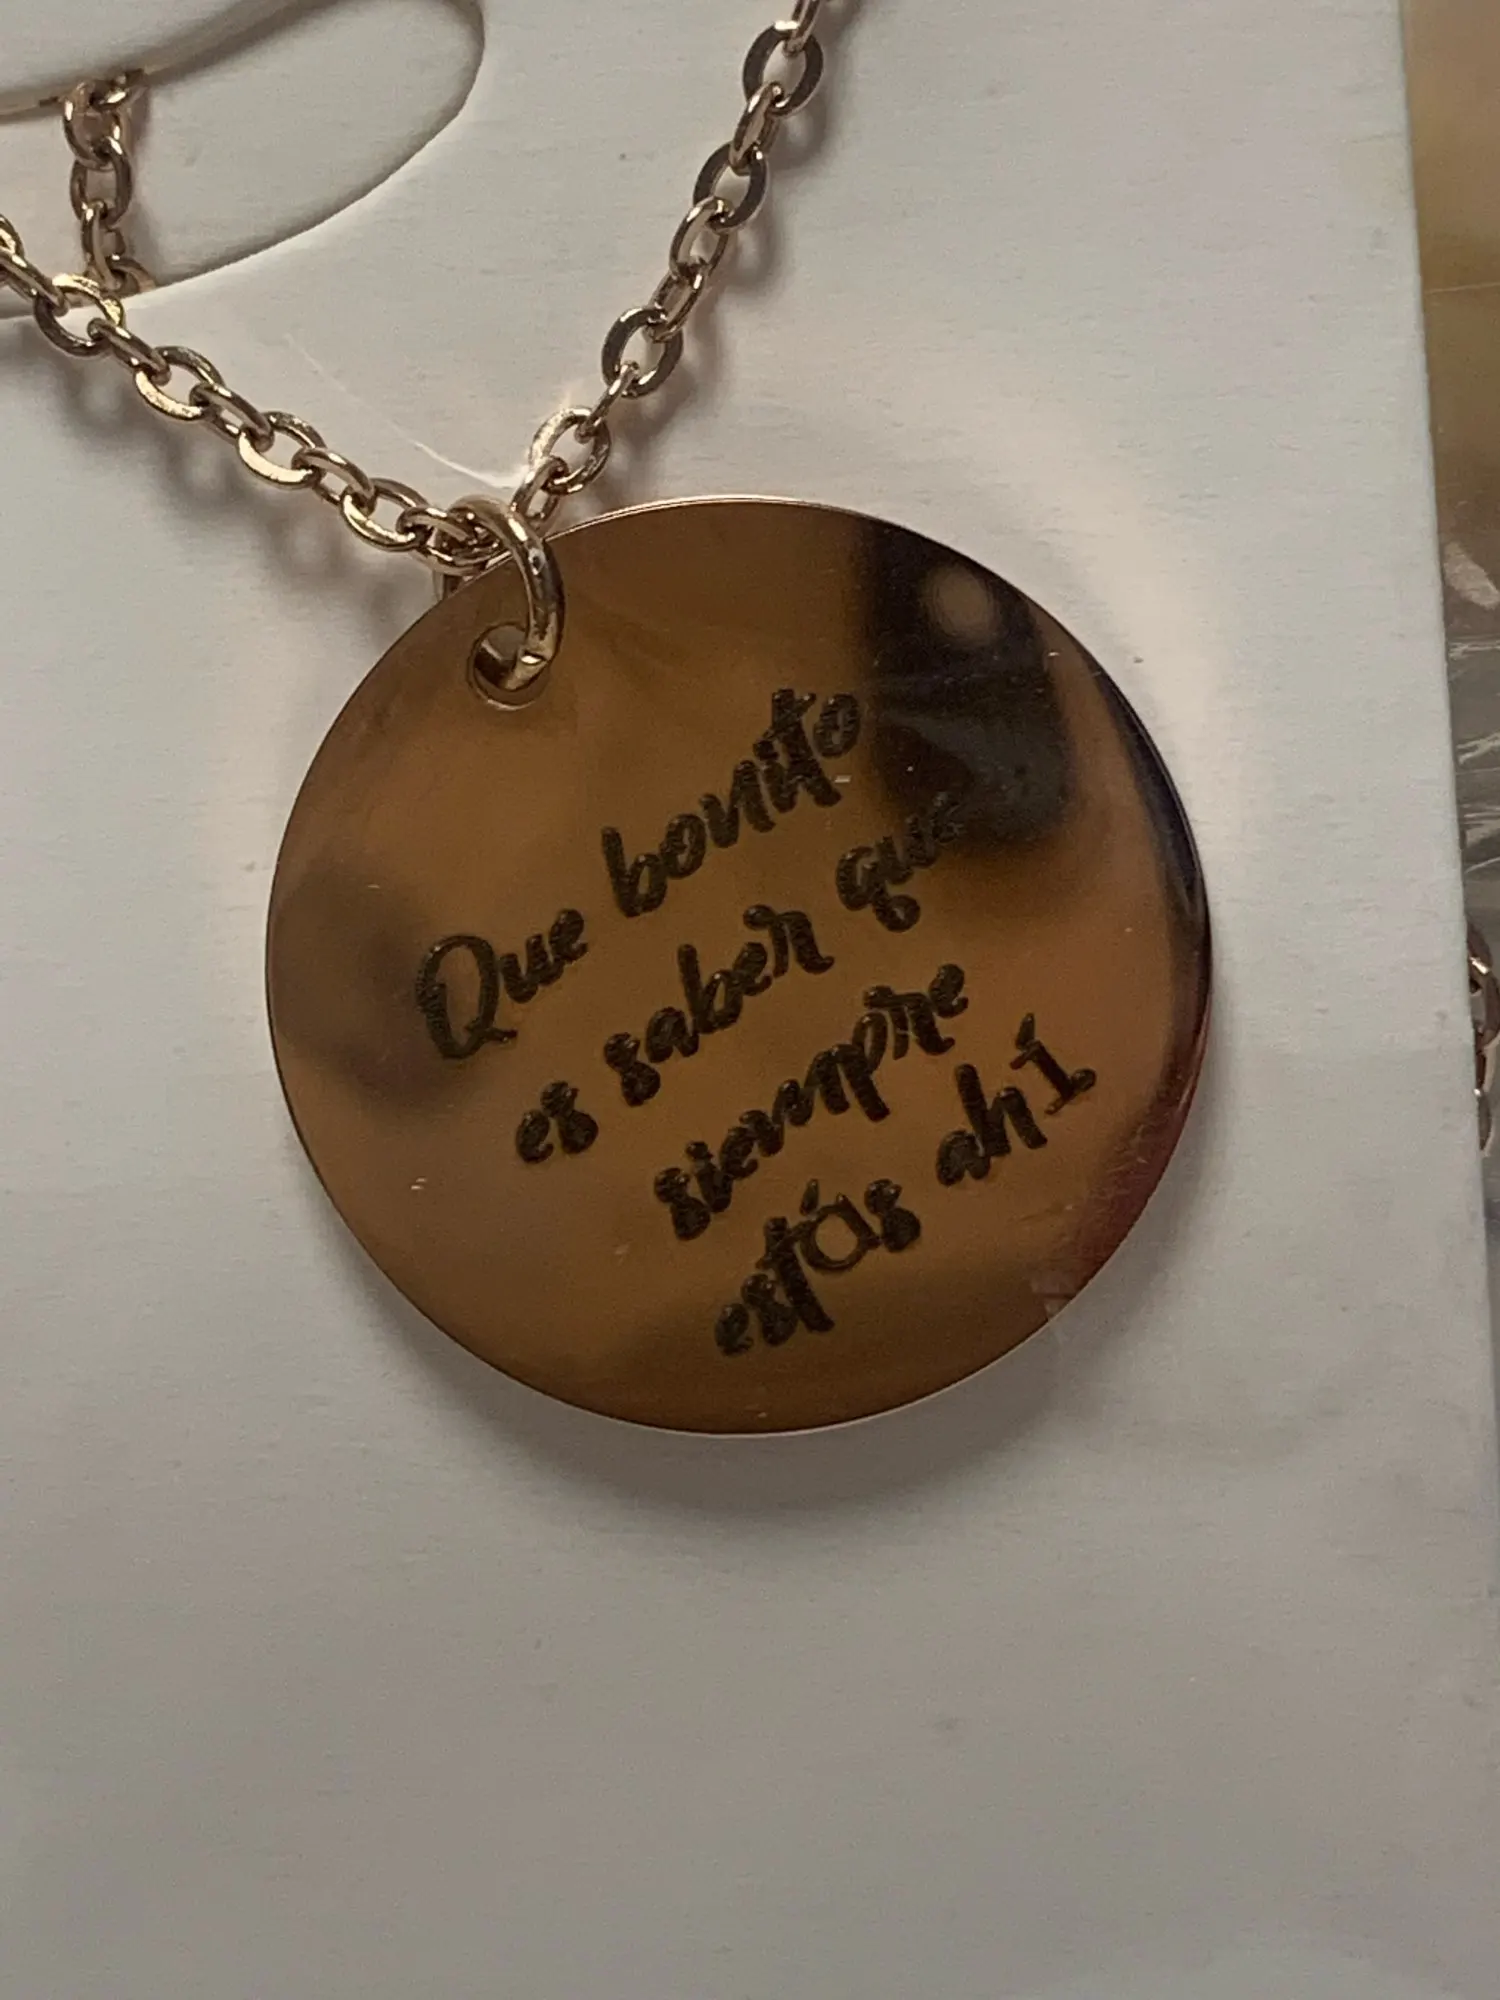 Que bonito
es saber que
siempre
estás ahí